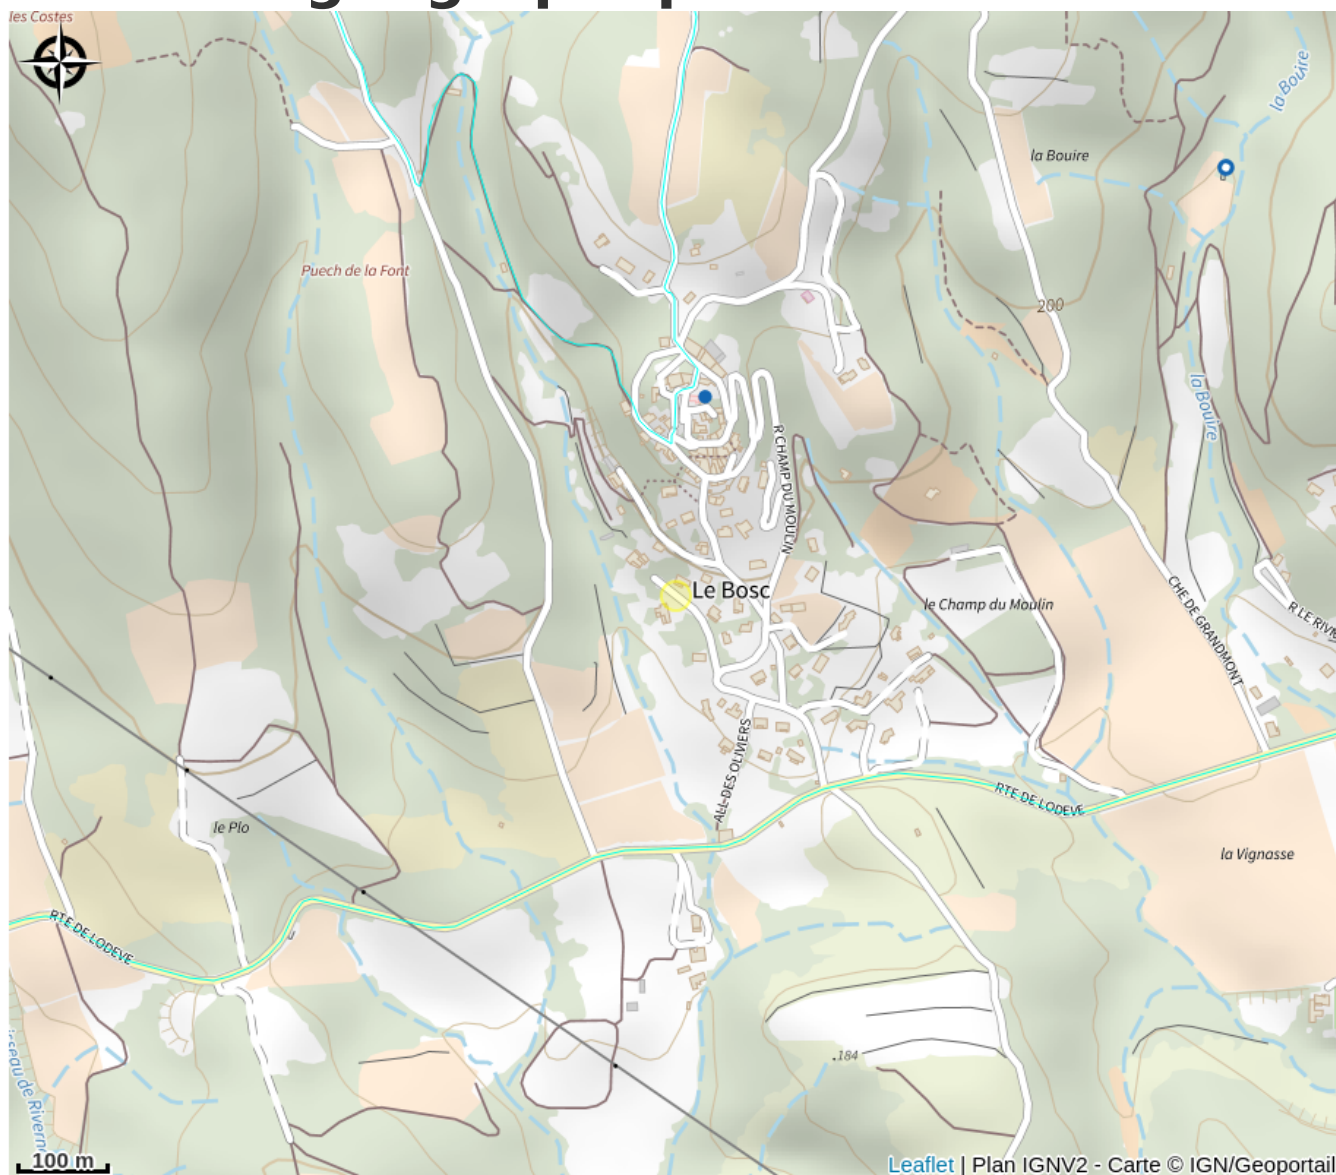 les Costes
la Bouire
la Bouire
Puech de la Font
200
la Bouire
R CHAMP DU MOULIN
Le Bosc
le Champ du Moulin
CHE DE GRANDMONT
ALL DES OLIVIERS
RTE DE LODEVE
le Plo
la Vignasse
RTE DE LODEVE
184
100 m
Leaflet | Plan IGNV2 - Carte © IGN/Geoportail